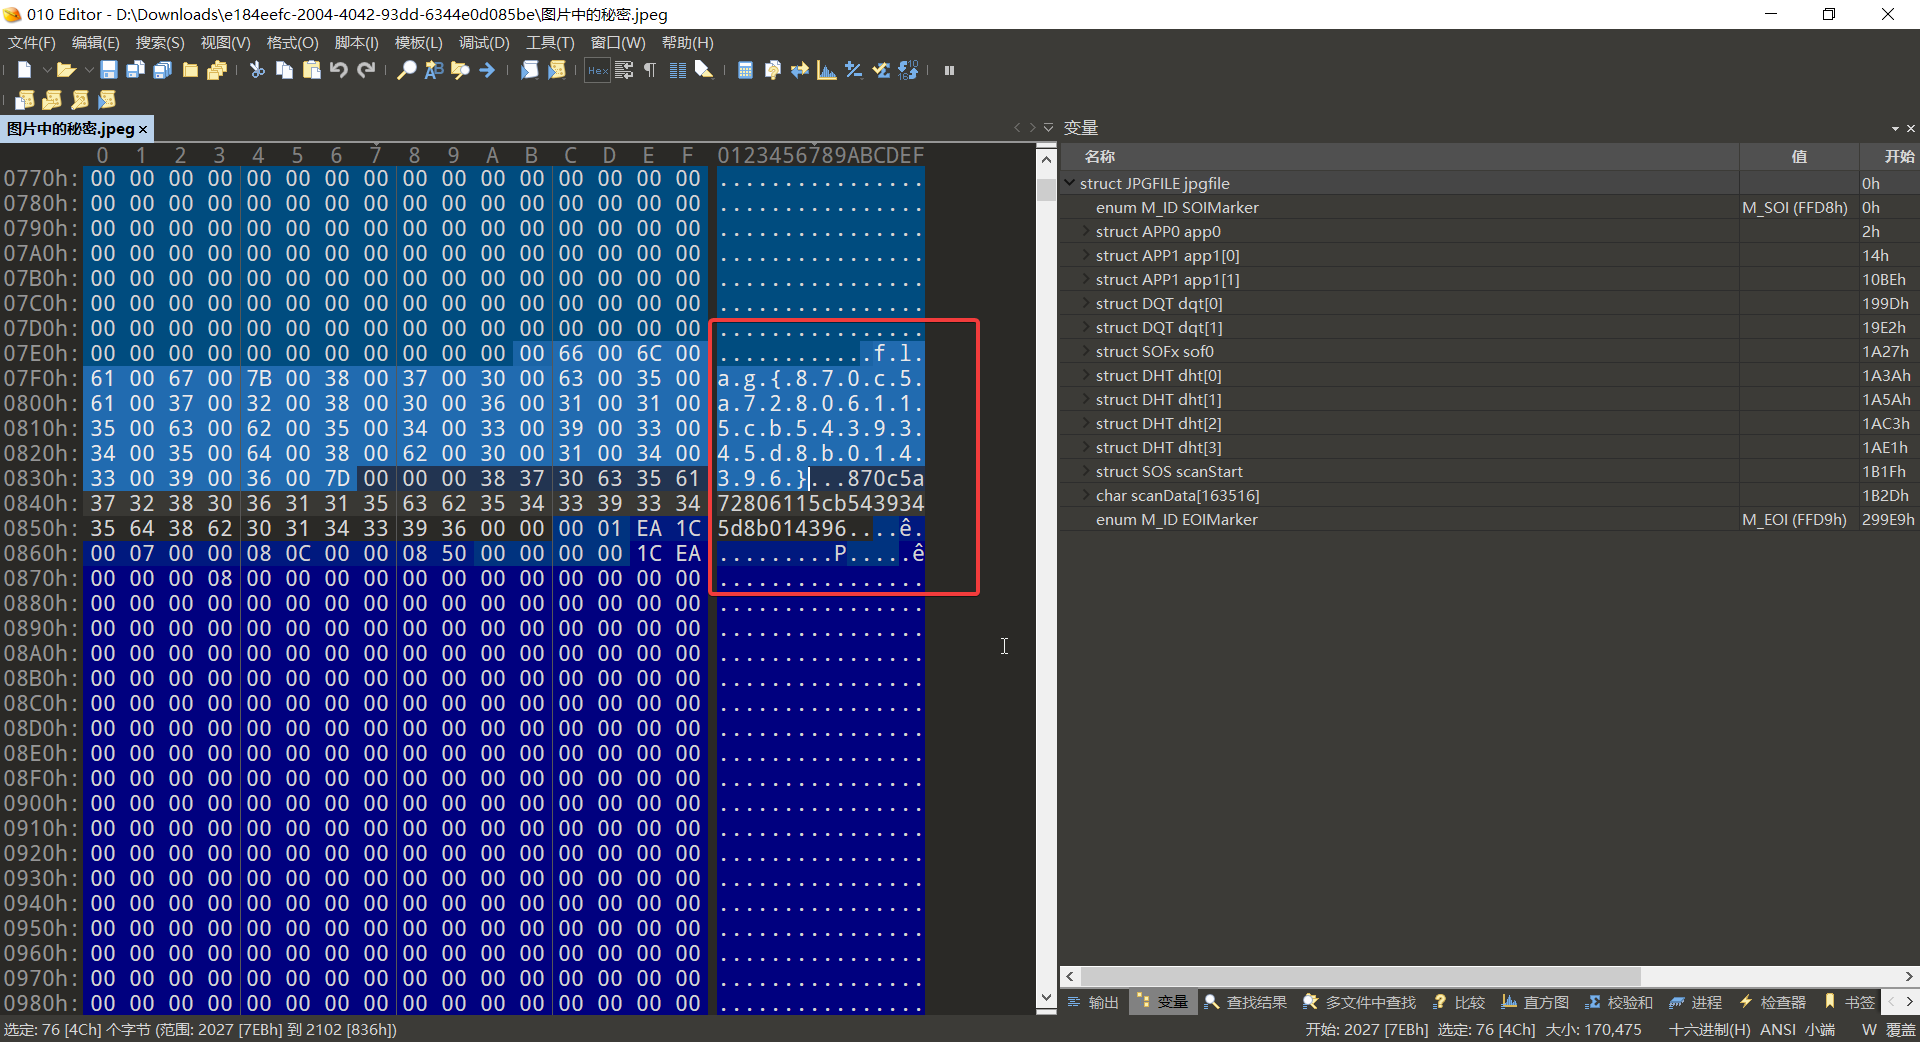 010 Editor - D:\Downloads\e184eefc-2004-4042-93dd-6344e0d085be\图片中的秘密.jpeg
文件(F) 编辑(E) 搜索(S) 视图(V) 格式(O) 脚本(I) 模板(L) 调试(D) 工具(T) 窗口(W) 帮助(H)
Hex
图片中的秘密.jpeg ×
0 1 2 3 4 5 6 7 8 9 A B C D E F 0123456789ABCDEF
0770h: 00 00 00 00 00 00 00 00 00 00 00 00 00 00 00 00 ................
0780h: 00 00 00 00 00 00 00 00 00 00 00 00 00 00 00 00 ................
0790h: 00 00 00 00 00 00 00 00 00 00 00 00 00 00 00 00 ................
07A0h: 00 00 00 00 00 00 00 00 00 00 00 00 00 00 00 00 ................
07B0h: 00 00 00 00 00 00 00 00 00 00 00 00 00 00 00 00 ................
07C0h: 00 00 00 00 00 00 00 00 00 00 00 00 00 00 00 00 ................
07D0h: 00 00 00 00 00 00 00 00 00 00 00 00 00 00 00 00 ................
07E0h: 00 00 00 00 00 00 00 00 00 00 00 00 66 00 6C 00 ............f.l.
07F0h: 61 00 67 00 7B 00 38 00 37 00 30 00 63 00 35 00 a.g.{.8.7.0.c.5.
0800h: 61 00 37 00 32 00 38 00 30 00 36 00 31 00 31 00 a.7.2.8.0.6.1.1.
0810h: 35 00 63 00 62 00 35 00 34 00 33 00 39 00 33 00 5.c.b.5.4.3.9.3.
0820h: 34 00 35 00 64 00 38 00 62 00 30 00 31 00 34 00 4.5.d.8.b.0.1.4.
0830h: 33 00 39 00 36 00 7D 00 00 00 38 37 30 63 35 61 3.9.6.}...870c5a
0840h: 37 32 38 30 36 31 31 35 63 62 35 34 33 39 33 34 72806115cb543934
0850h: 35 64 38 62 30 31 34 33 39 36 00 00 00 01 EA 1C 5d8b014396....ê.
0860h: 00 07 00 00 08 0C 00 00 08 50 00 00 00 00 1C EA .........P.....ê
0870h: 00 00 00 08 00 00 00 00 00 00 00 00 00 00 00 00 ................
0880h: 00 00 00 00 00 00 00 00 00 00 00 00 00 00 00 00 ................
0890h: 00 00 00 00 00 00 00 00 00 00 00 00 00 00 00 00 ................
08A0h: 00 00 00 00 00 00 00 00 00 00 00 00 00 00 00 00 ................
08B0h: 00 00 00 00 00 00 00 00 00 00 00 00 00 00 00 00 ................
08C0h: 00 00 00 00 00 00 00 00 00 00 00 00 00 00 00 00 ................
08D0h: 00 00 00 00 00 00 00 00 00 00 00 00 00 00 00 00 ................
08E0h: 00 00 00 00 00 00 00 00 00 00 00 00 00 00 00 00 ................
08F0h: 00 00 00 00 00 00 00 00 00 00 00 00 00 00 00 00 ................
0900h: 00 00 00 00 00 00 00 00 00 00 00 00 00 00 00 00 ................
0910h: 00 00 00 00 00 00 00 00 00 00 00 00 00 00 00 00 ................
0920h: 00 00 00 00 00 00 00 00 00 00 00 00 00 00 00 00 ................
0930h: 00 00 00 00 00 00 00 00 00 00 00 00 00 00 00 00 ................
0940h: 00 00 00 00 00 00 00 00 00 00 00 00 00 00 00 00 ................
0950h: 00 00 00 00 00 00 00 00 00 00 00 00 00 00 00 00 ................
0960h: 00 00 00 00 00 00 00 00 00 00 00 00 00 00 00 00 ................
0970h: 00 00 00 00 00 00 00 00 00 00 00 00 00 00 00 00 ................
0980h: 00 00 00 00 00 00 00 00 00 00 00 00 00 00 00 00 ................
变量
名称 值 开始
struct JPGFILE jpgfile 0h
enum M_ID SOIMarker M_SOI (FFD8h) 0h
struct APP0 app0 2h
struct APP1 app1[0] 14h
struct APP1 app1[1] 10BEh
struct DQT dqt[0] 199Dh
struct DQT dqt[1] 19E2h
struct SOFx sof0 1A27h
struct DHT dht[0] 1A3Ah
struct DHT dht[1] 1A5Ah
struct DHT dht[2] 1AC3h
struct DHT dht[3] 1AE1h
struct SOS scanStart 1B1Fh
char scanData[163516] 1B2Dh
enum M_ID EOIMarker M_EOI (FFD9h) 299E9h
输出 变量 查找结果 多文件中查找 比较 直方图 校验和 进程 检查器 书签
选定: 76 [4Ch] 个字节 (范围: 2027 [7EBh] 到 2102 [836h]) 开始: 2027 [7EBh] 选定: 76 [4Ch] 大小: 170,475 十六进制(H) ANSI 小端 W 覆盖